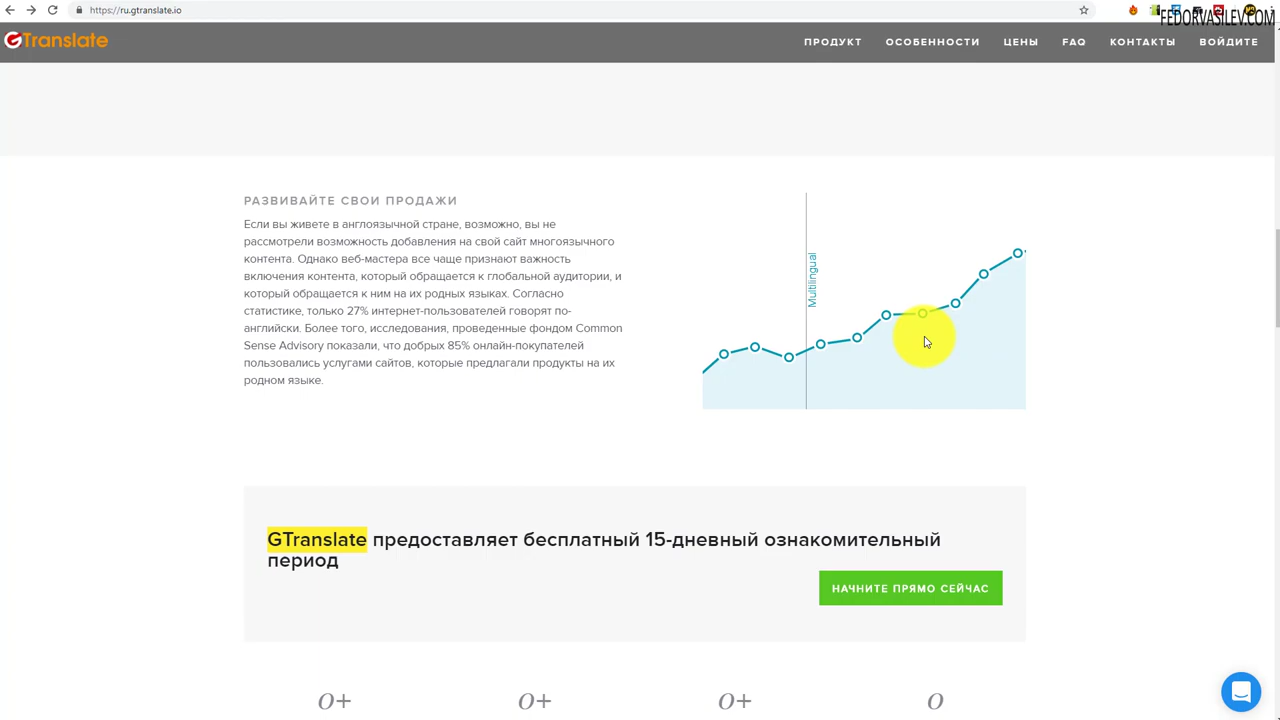 https://ru.gtranslate.io
FEDORVASILEV.COM
GTranslate
ПРОДУКТ ОСОБЕННОСТИ ЦЕНЫ FAQ КОНТАКТЫ ВОЙДИТЕ
РАЗВИВАЙТЕ СВОИ ПРОДАЖИ
Если вы живете в англоязычной стране, возможно, вы не
рассмотрели возможность добавления на свой сайт многоязычного
контента. Однако веб-мастера все чаще признают важность
включения контента, который обращается к глобальной аудитории, и
который обращается к ним на их родных языках. Согласно
статистике, только 27% интернет-пользователей говорят по-
английски. Более того, исследования, проведенные фондом Common
Sense Advisory показали, что добрых 85% онлайн-покупателей
пользовались услугами сайтов, которые предлагали продукты на их
родном языке.
Multilingual
GTranslate предоставляет бесплатный 15-дневный ознакомительный
период
НАЧНИТЕ ПРЯМО СЕЙЧАС
0+ 0+ 0+ 0